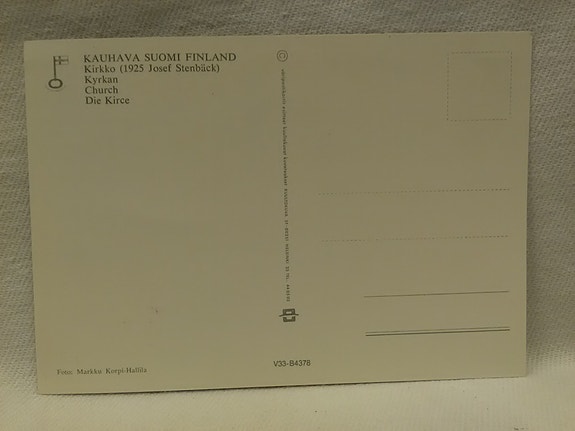 KAUHAVA SUOMI FINLAND
Kirkko (1925 Josef Stenbäck)
Kyrkan
Church
Die Kirce
Foto: Markku Korpi-Hallila
V33-B4378